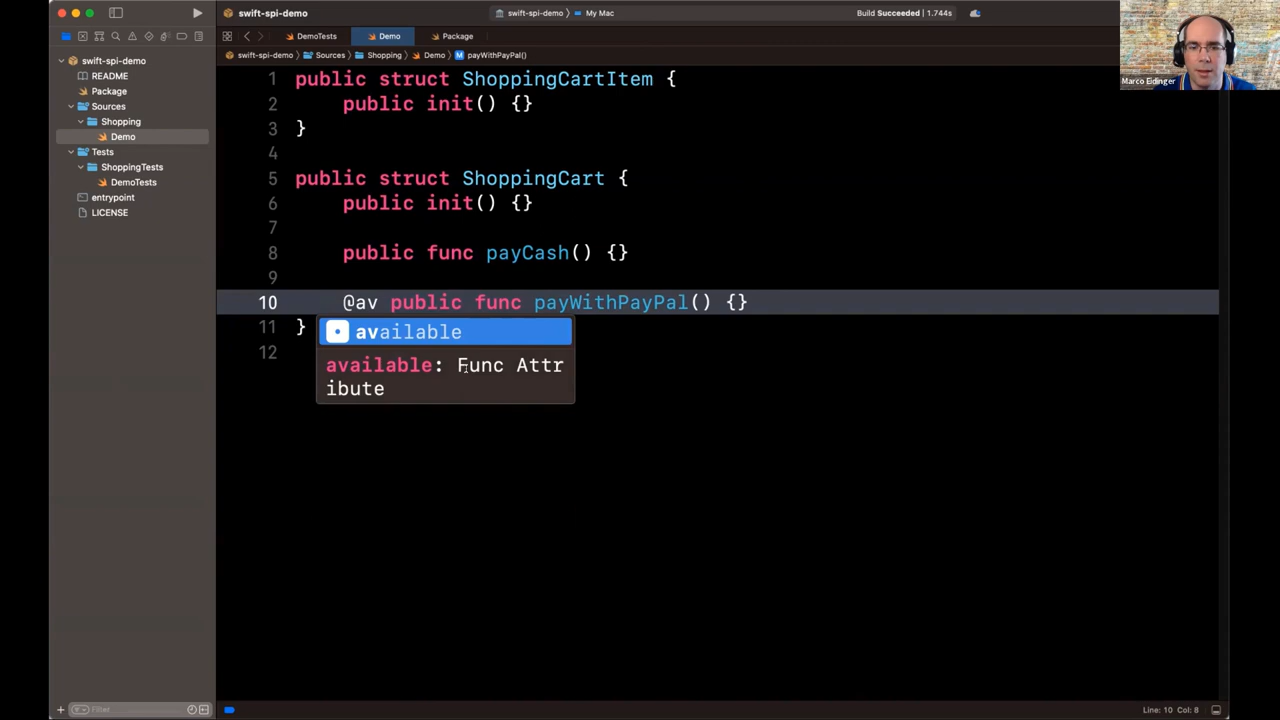 swift-spi-demo
swift-spi-demo
My Mac
Build Succeeded | 1.744s
DemoTests
Demo
Package
swift-spi-demo
Sources
Shopping
Demo
M
payWithPayPal()
swift-spi-demo
README
Package
Sources
Shopping
Demo
Tests
ShoppingTests
DemoTests
entrypoint
LICENSE
1 public struct ShoppingCartItem {
2 public init() {}
3 }
4
5 public struct ShoppingCart {
6 public init() {}
7
8 public func payCash() {}
9
10 @av public func payWithPayPal() {}
11 }
12
available
available: Func Attr
ibute
Marco Eidinger
Filter
Line: 10 Col: 8